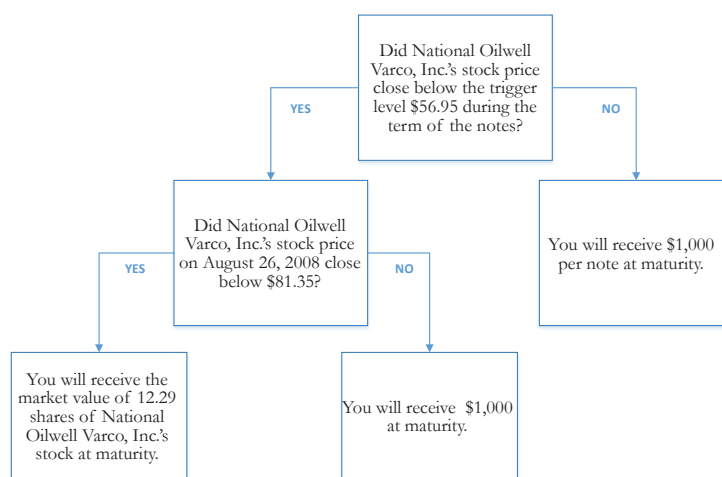 Did National Oilwell
Varco, Inc.'s stock price
close below the trigger
level $56.95 during the
term of the notes?
YES
NO
Did National Oilwell
Varco, Inc.'s stock price
on August 26, 2008 close
below $81.35?
You will receive $1,000
per note at maturity.
YES
NO
You will receive the
market value of 12.29
shares of National
Oilwell Varco, Inc.'s
stock at maturity.
You will receive $1,000
at maturity.